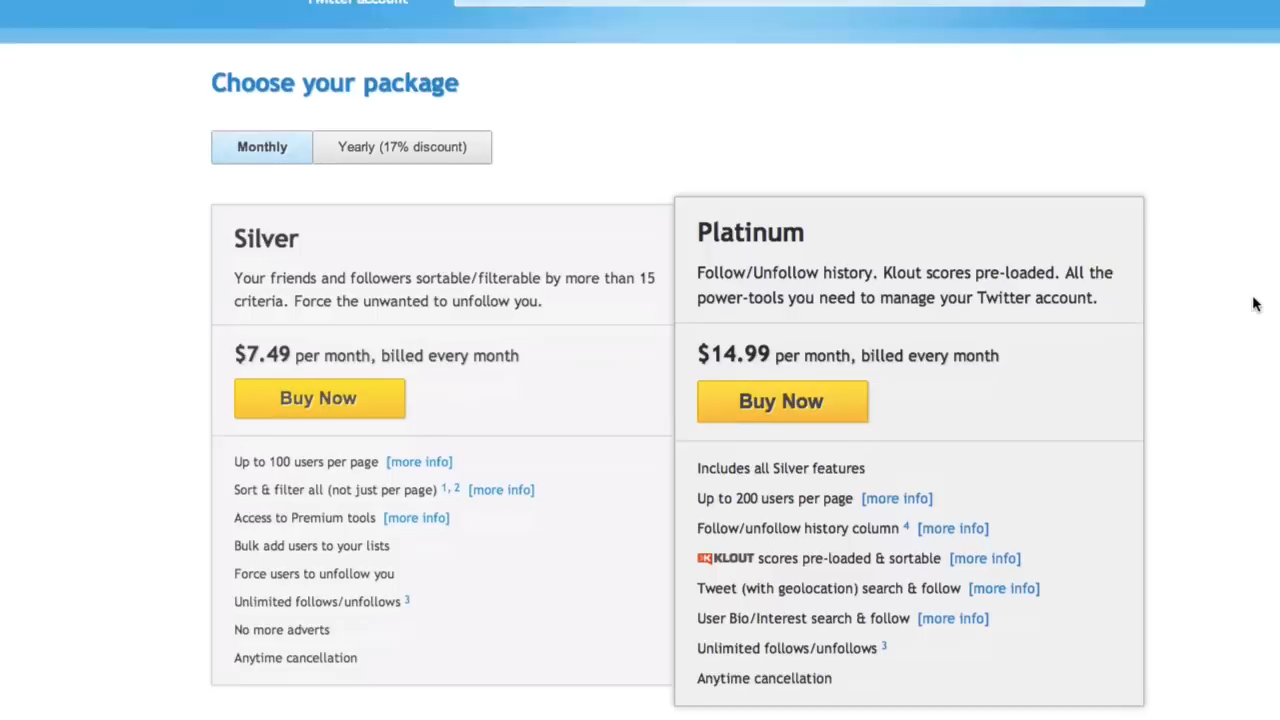 Twitter account
Choose your package
Monthly
Yearly (17% discount)
Silver
Your friends and followers sortable/filterable by more than 15
criteria. Force the unwanted to unfollow you.
$7.49 per month, billed every month
Buy Now
Up to 100 users per page [more info]
Sort & filter all (not just per page) 1, 2 [more info]
Access to Premium tools [more info]
Bulk add users to your lists
Force users to unfollow you
Unlimited follows/unfollows 3
No more adverts
Anytime cancellation
Platinum
Follow/Unfollow history. Klout scores pre-loaded. All the
power-tools you need to manage your Twitter account.
$14.99 per month, billed every month
Buy Now
Includes all Silver features
Up to 200 users per page [more info]
Follow/unfollow history column 4 [more info]
KLOUT scores pre-loaded & sortable [more info]
Tweet (with geolocation) search & follow [more info]
User Bio/Interest search & follow [more info]
Unlimited follows/unfollows 3
Anytime cancellation